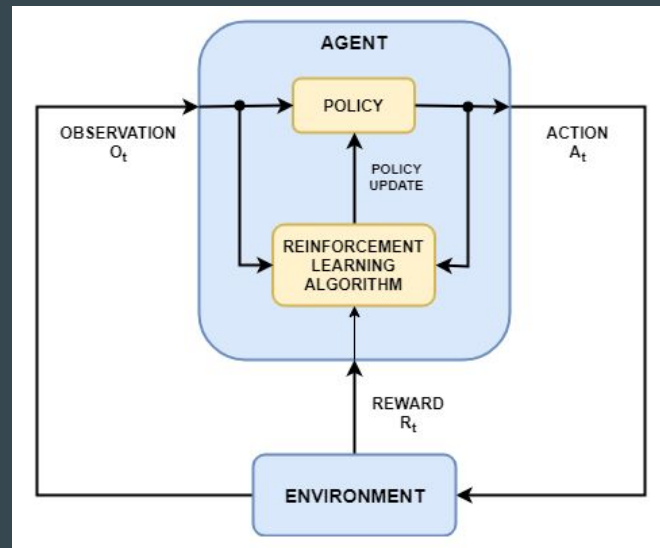 AGENT
POLICY
OBSERVATION
Oₜ
ACTION
Aₜ
POLICY
UPDATE
REINFORCEMENT
LEARNING
ALGORITHM
REWARD
Rₜ
ENVIRONMENT